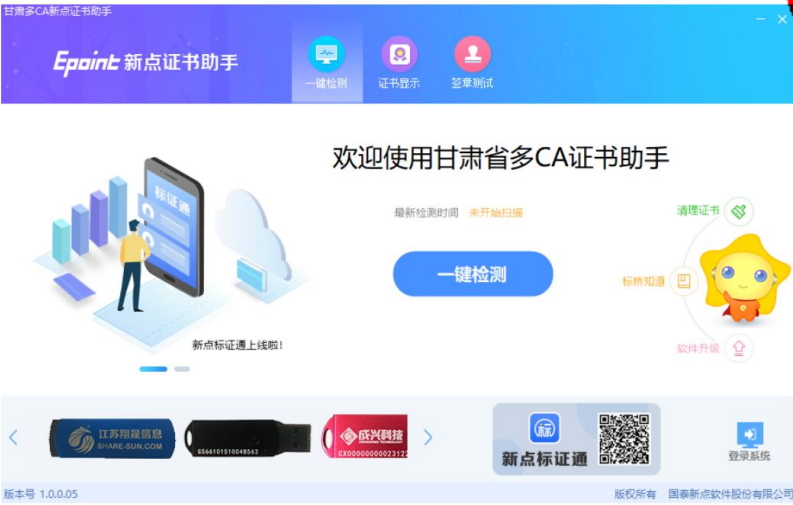 甘肃多CA新点证书助手
Epoint 新点证书助手
一键检测
证书显示
签章测试
欢迎使用甘肃省多CA证书助手
最新检测时间 未开始扫描
一键检测
清理证书
标桥知道
软件升级
标证通
新点标证通上线啦!
江苏翔晟信息
SHARE-SUN.COM
GS66101510048563
成兴科技
标
新点标证通
登录系统
版本号 1.0.0.05
版权所有 国泰新点软件股份有限公司